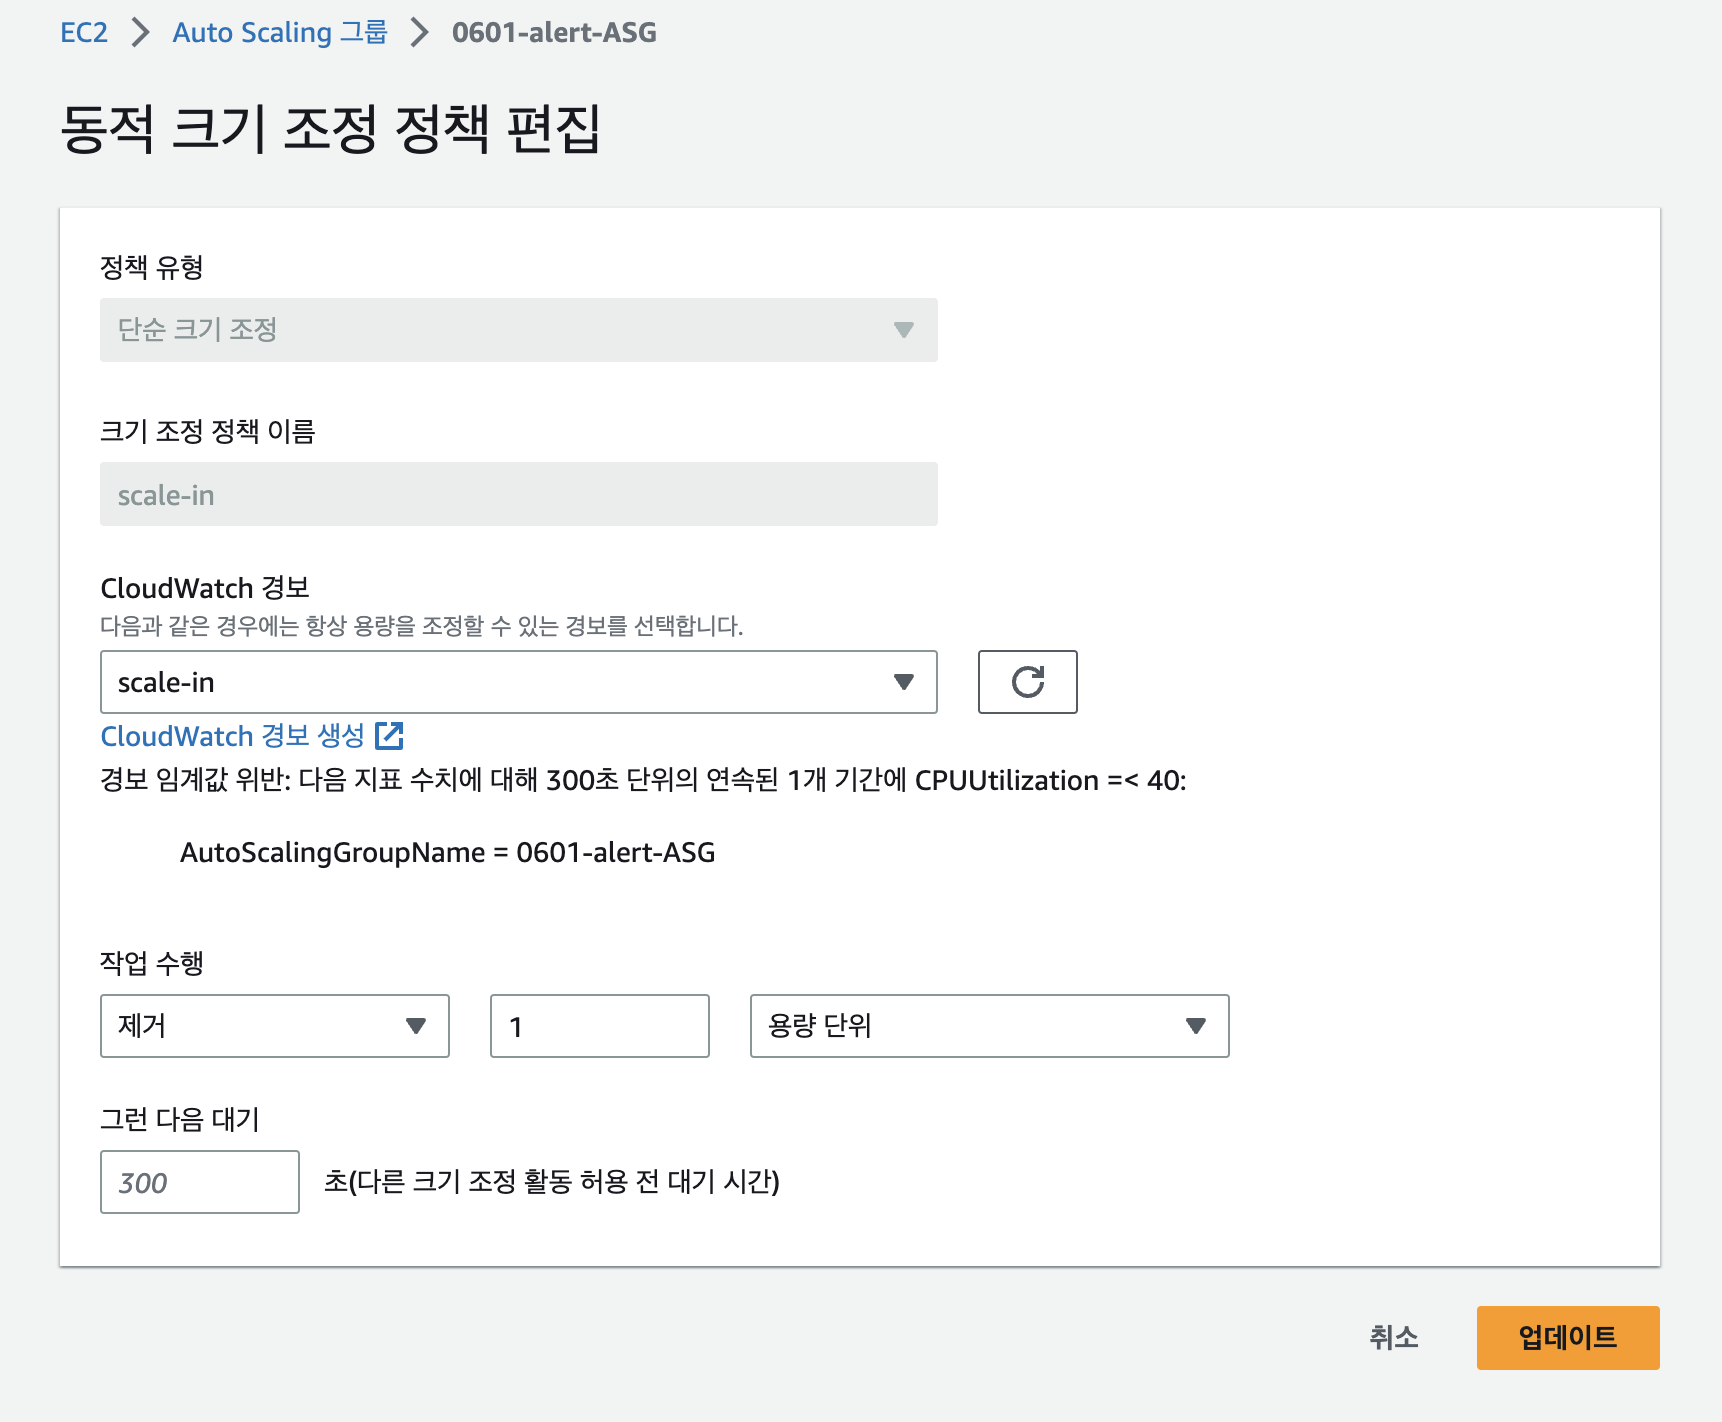 EC2 > Auto Scaling 그룹 > 0601-alert-ASG
동적 크기 조정 정책 편집
정책 유형
단순 크기 조정
크기 조정 정책 이름
scale-in
CloudWatch 경보
다음과 같은 경우에는 항상 용량을 조정할 수 있는 경보를 선택합니다.
scale-in
CloudWatch 경보 생성
경보 임계값 위반: 다음 지표 수치에 대해 300초 단위의 연속된 1개 기간에 CPUUtilization =< 40:
AutoScalingGroupName = 0601-alert-ASG
작업 수행
제거 1 용량 단위
그런 다음 대기
300 초(다른 크기 조정 활동 허용 전 대기 시간)
취소 업데이트